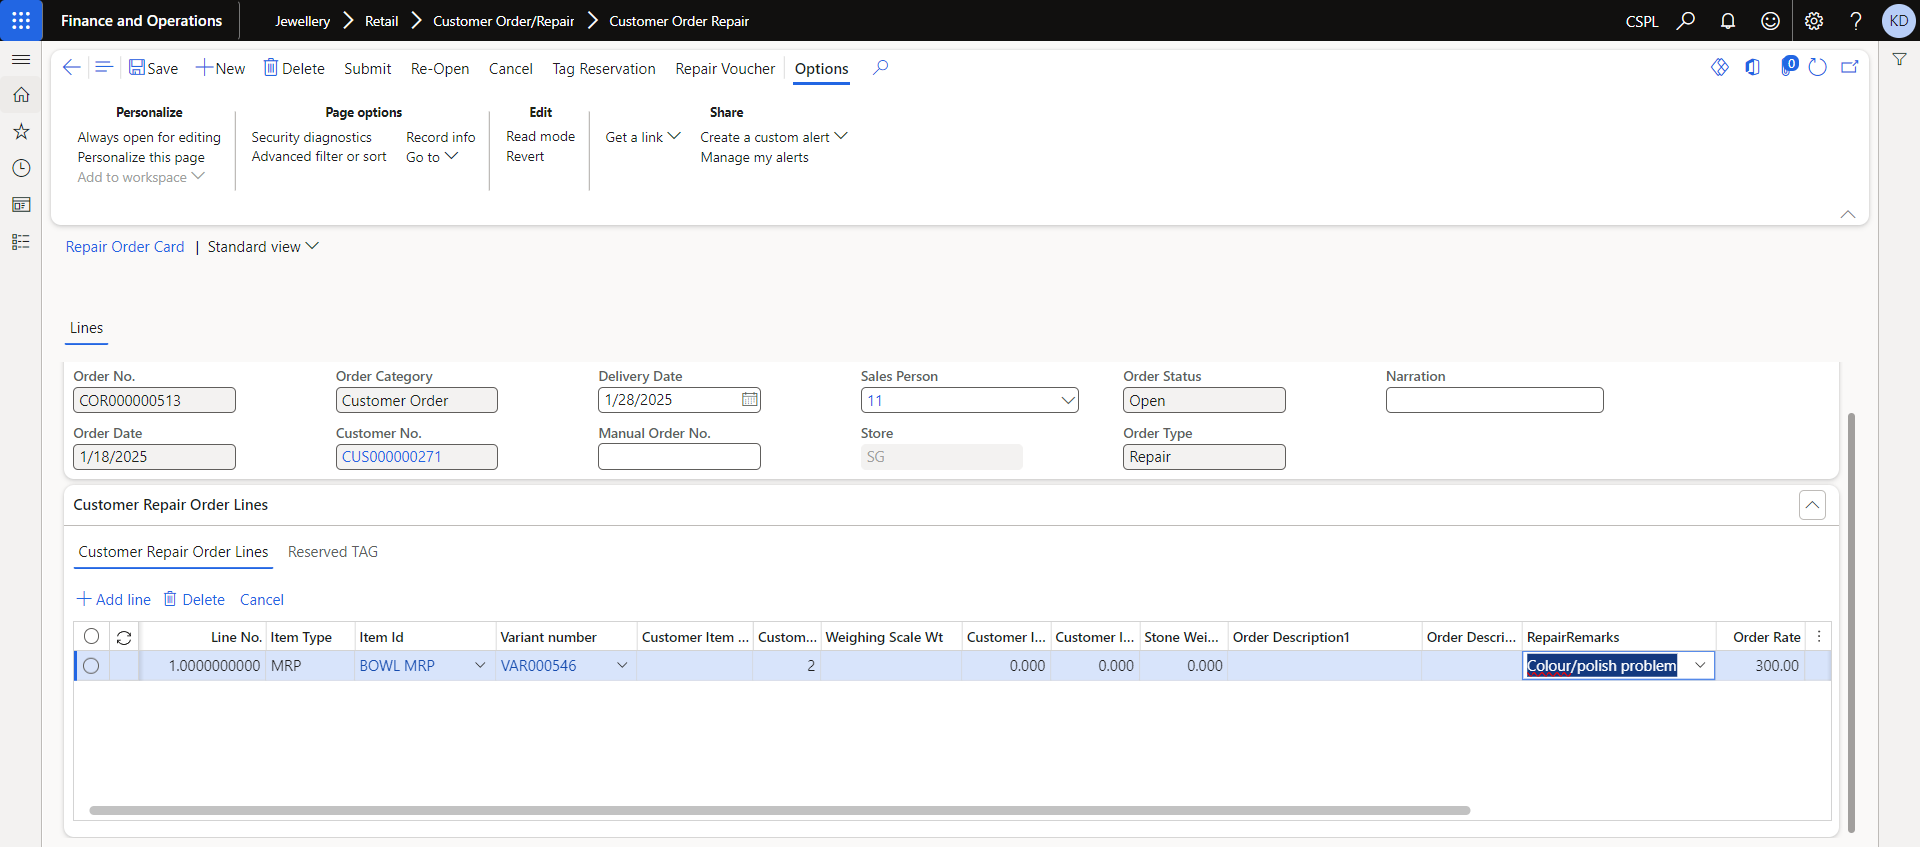 Finance and Operations
Jewellery
Retail
Customer Order/Repair
Customer Order Repair
CSPL
KD
Save
New
Delete
Submit
Re-Open
Cancel
Tag Reservation
Repair Voucher
Options
0
Personalize
Always open for editing
Personalize this page
Add to workspace
Page options
Security diagnostics
Advanced filter or sort
Record info
Go to
Edit
Read mode
Revert
Share
Get a link
Create a custom alert
Manage my alerts
Repair Order Card | Standard view
Lines
Order No.
COR000000513
Order Date
1/18/2025
Order Category
Customer Order
Customer No.
CUS000000271
Delivery Date
1/28/2025
Manual Order No.
Sales Person
11
Store
SG
Order Status
Open
Order Type
Repair
Narration
Customer Repair Order Lines
Customer Repair Order Lines
Reserved TAG
Add line
Delete
Cancel
Line No. Item Type Item Id Variant number Customer Item ... Custom... Weighing Scale Wt Customer I... Customer I... Stone Wei... Order Description1 Order Descri... RepairRemarks Order Rate
1.0000000000 MRP BOWL MRP VAR000546 2 0.000 0.000 0.000 Colour/polish problem 300.00